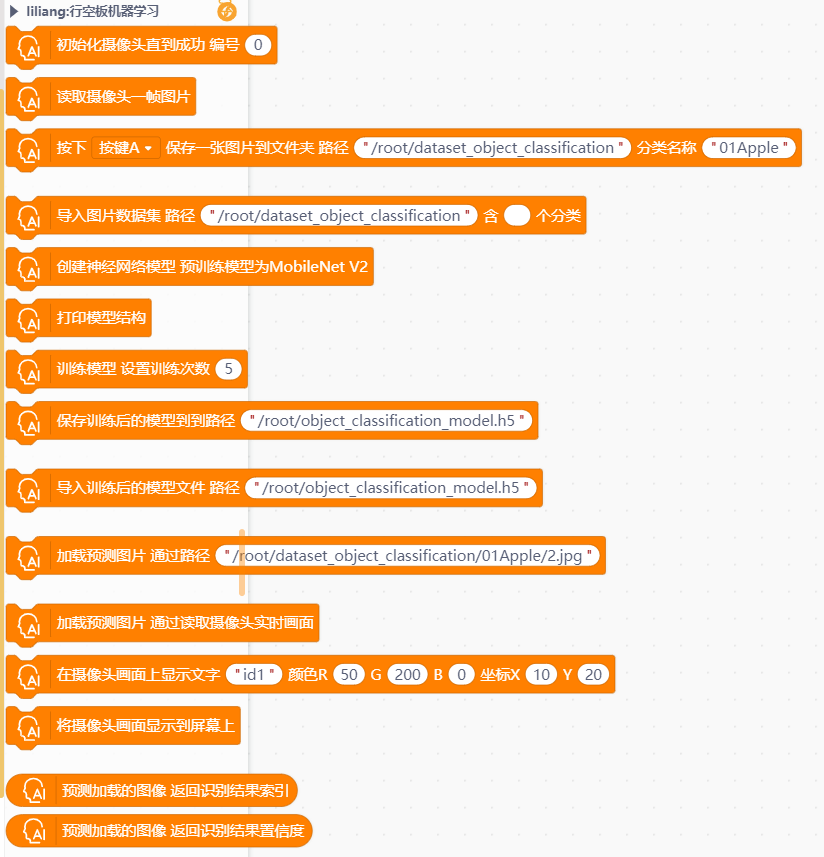 liliang:行空板机器学习
初始化摄像头直到成功 编号 0
读取摄像头一帧图片
按下 按键A 保存一张图片到文件夹 路径 "/root/dataset_object_classification" 分类名称 "01Apple"
导入图片数据集 路径 "/root/dataset_object_classification" 含 个分类
创建神经网络模型 预训练模型为MobileNet V2
打印模型结构
训练模型 设置训练次数 5
保存训练后的模型到到路径 "/root/object_classification_model.h5"
导入训练后的模型文件 路径 "/root/object_classification_model.h5"
加载预测图片 通过路径 "/root/dataset_object_classification/01Apple/2.jpg"
加载预测图片 通过读取摄像头实时画面
在摄像头画面上显示文字 "id1" 颜色R 50 G 200 B 0 坐标X 10 Y 20
将摄像头画面显示到屏幕上
预测加载的图像 返回识别结果索引
预测加载的图像 返回识别结果置信度